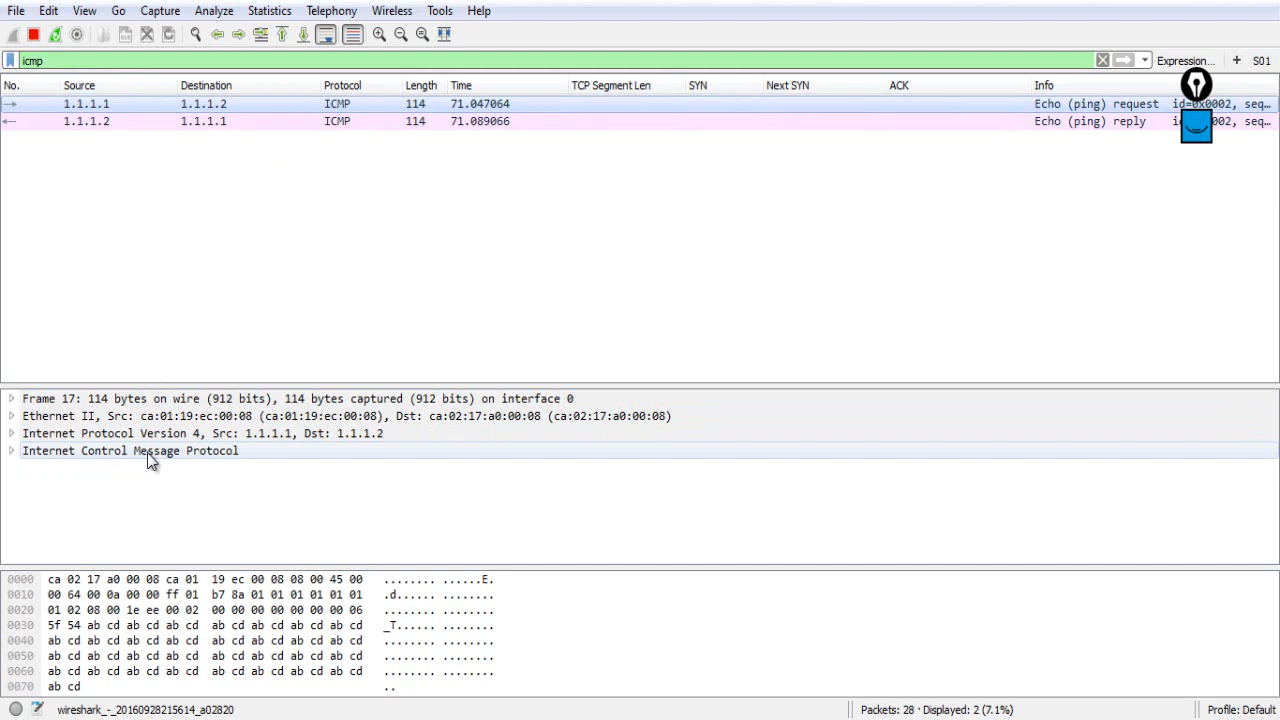 File Edit View Go Capture Analyze Statistics Telephony Wireless Tools Help
icmp Expression... + S01
No. Source Destination Protocol Length Time TCP Segment Len SYN Next SYN ACK Info
1.1.1.1 1.1.1.2 ICMP 114 71.047064 Echo (ping) request id=0x0002, seq…
1.1.1.2 1.1.1.1 ICMP 114 71.089066 Echo (ping) reply 002, seq…
Frame 17: 114 bytes on wire (912 bits), 114 bytes captured (912 bits) on interface 0
Ethernet II, Src: ca:01:19:ec:00:08 (ca:01:19:ec:00:08), Dst: ca:02:17:a0:00:08 (ca:02:17:a0:00:08)
Internet Protocol Version 4, Src: 1.1.1.1, Dst: 1.1.1.2
Internet Control Message Protocol
0000 ca 02 17 a0 00 08 ca 01 19 ec 00 08 08 00 45 00 ........ ......E.
0010 00 64 00 0a 00 00 ff 01 b7 8a 01 01 01 01 01 01 .d...... ........
0020 01 02 08 00 1e ee 00 02 00 00 00 00 00 00 00 06 ........ ........
0030 5f 54 ab cd ab cd ab cd ab cd ab cd ab cd ab cd _T...... ........
0040 ab cd ab cd ab cd ab cd ab cd ab cd ab cd ab cd ........ ........
0050 ab cd ab cd ab cd ab cd ab cd ab cd ab cd ab cd ........ ........
0060 ab cd ab cd ab cd ab cd ab cd ab cd ab cd ab cd ........ ........
0070 ab cd ..
wireshark_-_20160928215614_a02820 Packets: 28 · Displayed: 2 (7.1%) Profile: Default